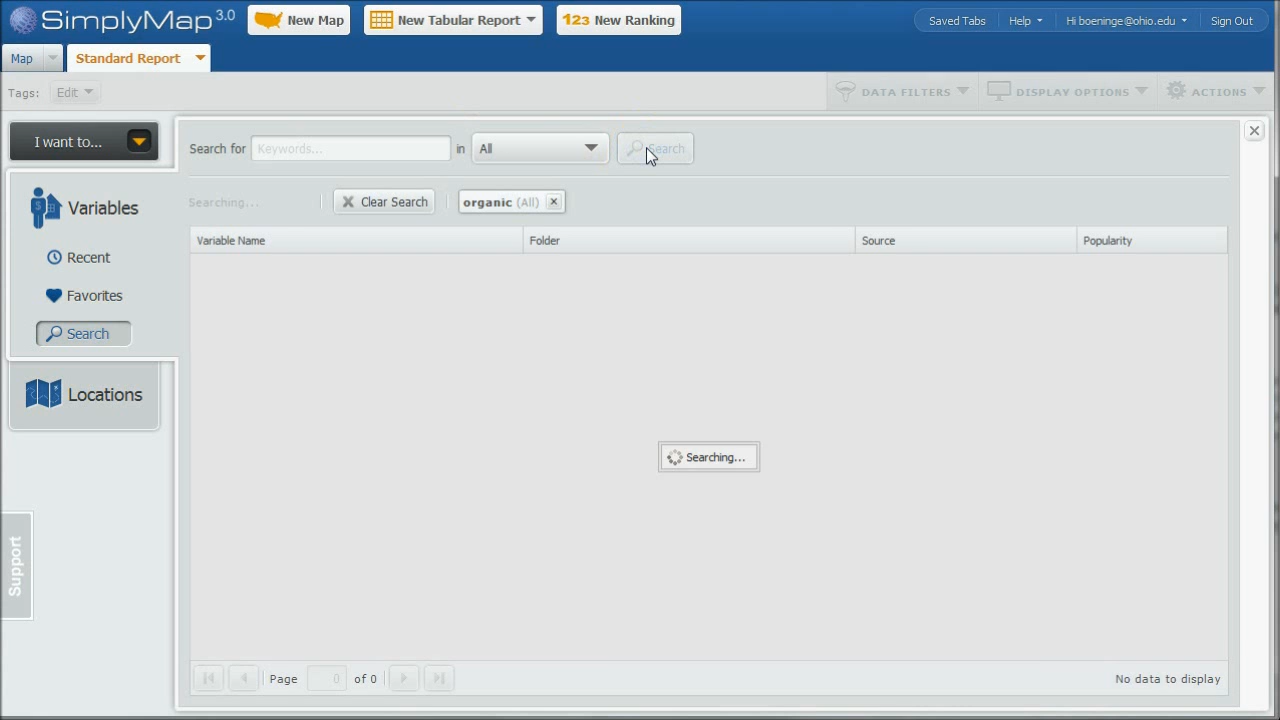 SimplyMap 3.0 New Map New Tabular Report 123 New Ranking Saved Tabs Help Hi boeninge@ohio.edu Sign Out
Map Standard Report
Tags: Edit DATA FILTERS DISPLAY OPTIONS ACTIONS
I want to... Search for Keywords... in All Search
Variables Searching... Clear Search organic (All)
Variable Name Folder Source Popularity
Recent
Favorites
Search
Locations
Searching...
Support
Page 0 of 0 No data to display